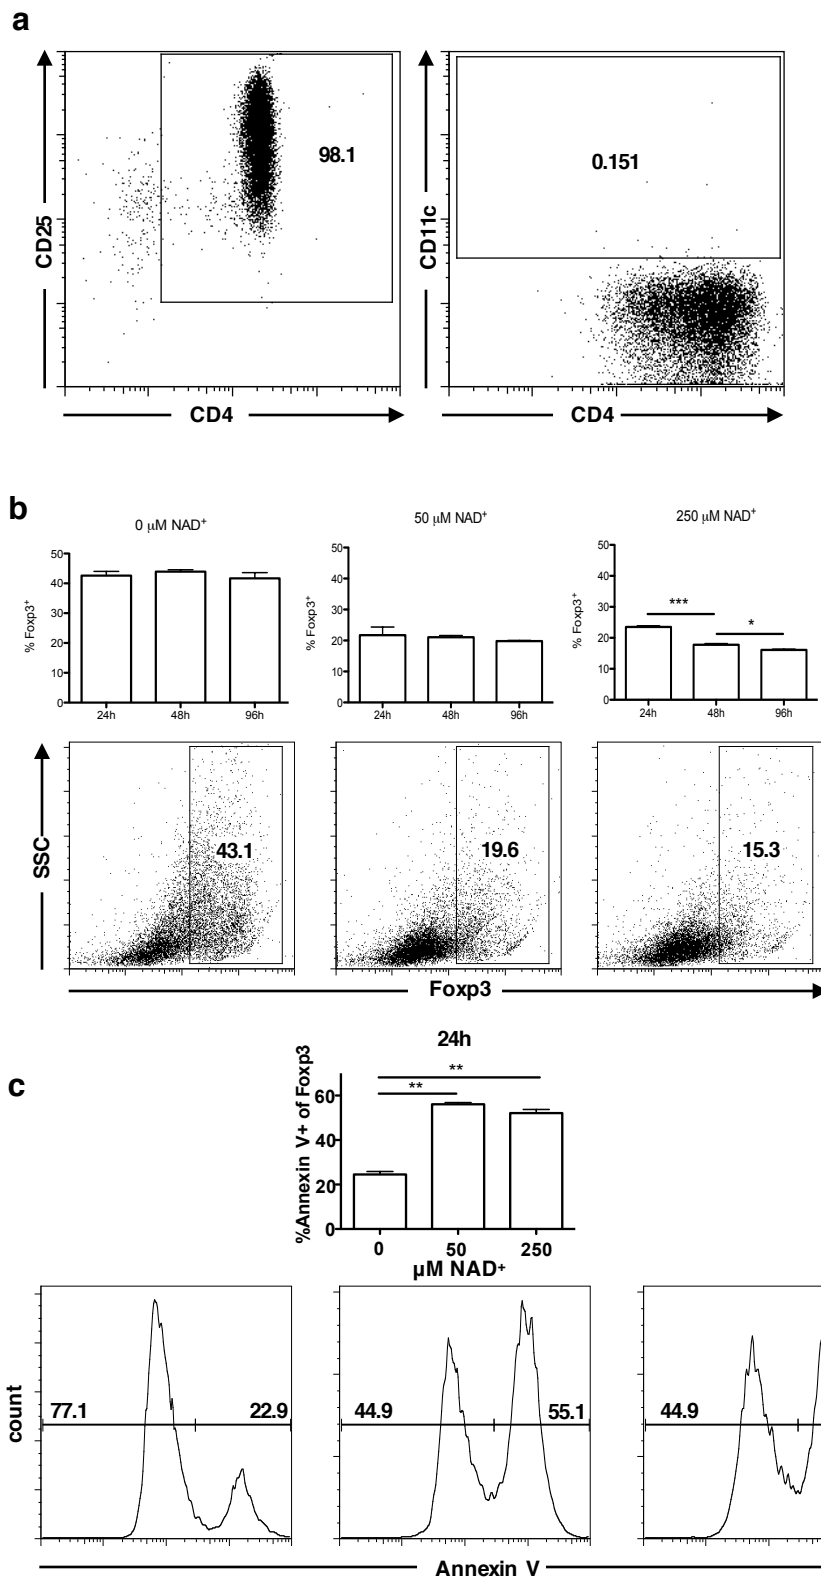 a
CD25
98.1
CD4
CD11c
0.151
CD4
b
0 μM NAD+
50 μM NAD+
250 μM NAD+
% Foxp3+
50
40
30
20
10
0
24h
48h
96h
% Foxp3+
50
40
30
20
10
0
24h
48h
96h
% Foxp3+
50
40
30
20
10
0
***
*
24h
48h
96h
SSC
43.1
19.6
15.3
Foxp3
c
24h
%Annexin V+ of Foxp3
60
40
20
0
**
**
0
50
250
μM NAD+
count
77.1
22.9
44.9
55.1
44.9
Annexin V